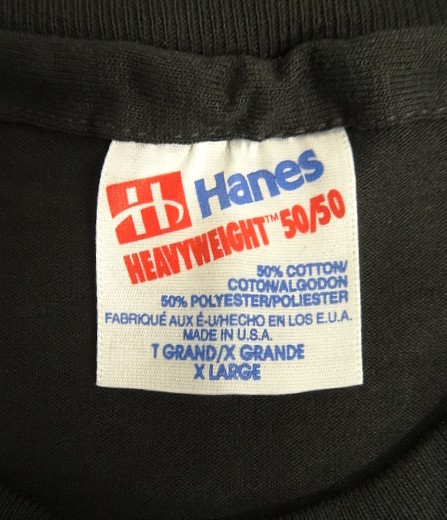 H Hanes
HEAVYWEIGHT™ 50/50
50% COTTON/
COTON/ALGODON
50% POLYESTER/POLIESTER
FABRIQUÉ AUX É-U/HECHO EN LOS E.U.A.
MADE IN U.S.A.
T GRAND/X GRANDE
X LARGE